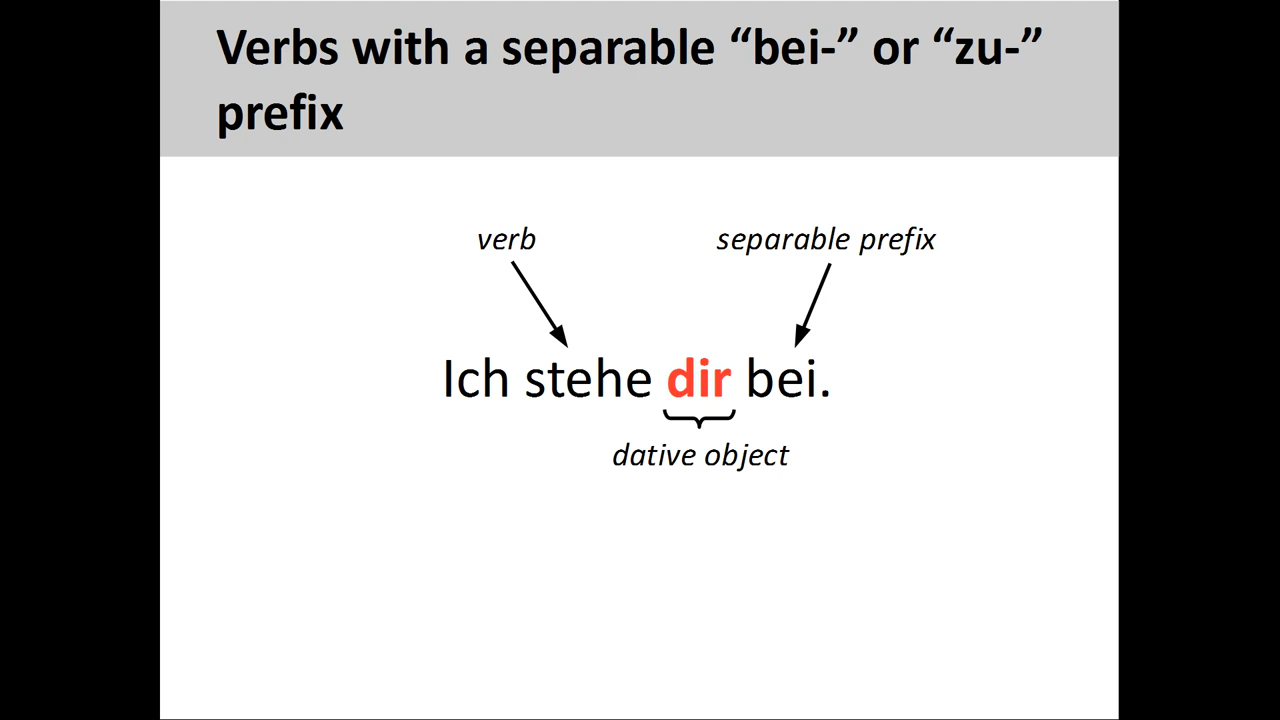 Verbs with a separable “bei-” or “zu-”
prefix
verb
separable prefix
Ich stehe dir bei.
dative object